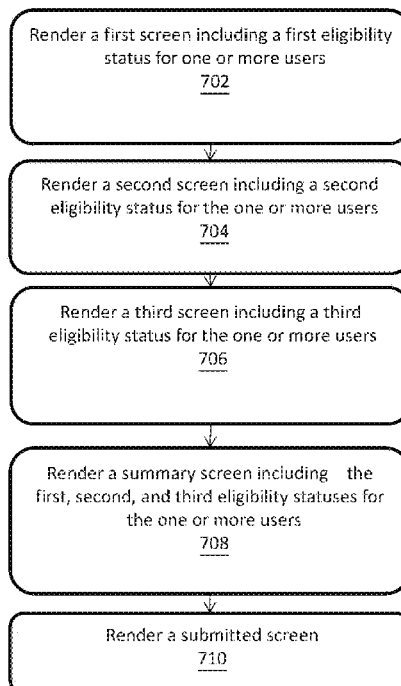 Render a first screen including a first eligibility
status for one or more users
702
Render a second screen including a second
eligibility status for the one or more users
704
Render a third screen including a third
eligibility status for the one or more users
706
Render a summary screen including the
first, second, and third eligibility statuses for
the one or more users
708
Render a submitted screen
710